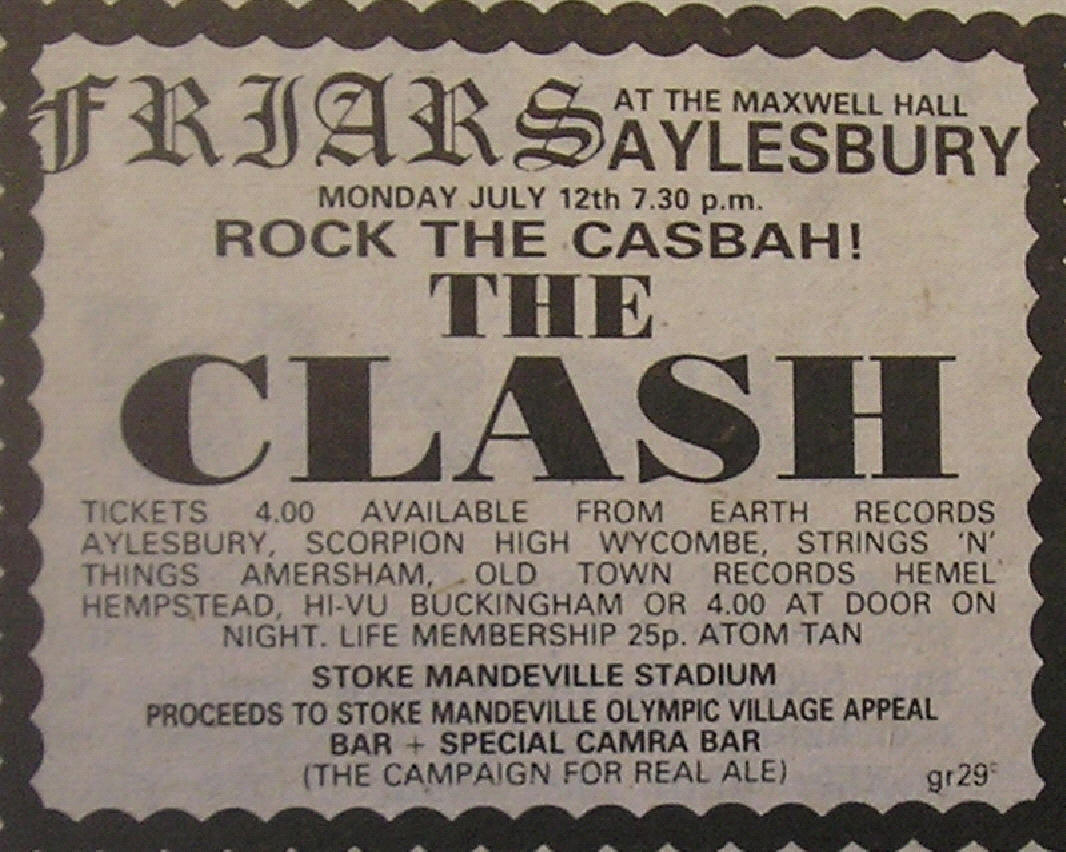 FRIARS AT THE MAXWELL HALL
AYLESBURY
MONDAY JULY 12th 7.30 p.m.
ROCK THE CASBAH!
THE
CLASH
TICKETS 4.00 AVAILABLE FROM EARTH RECORDS
AYLESBURY, SCORPION HIGH WYCOMBE, STRINGS 'N'
THINGS AMERSHAM, OLD TOWN RECORDS HEMEL
HEMPSTEAD, HI-VU BUCKINGHAM OR 4.00 AT DOOR ON
NIGHT. LIFE MEMBERSHIP 25p. ATOM TAN
STOKE MANDEVILLE STADIUM
PROCEEDS TO STOKE MANDEVILLE OLYMPIC VILLAGE APPEAL
BAR + SPECIAL CAMRA BAR
(THE CAMPAIGN FOR REAL ALE)
gr29c